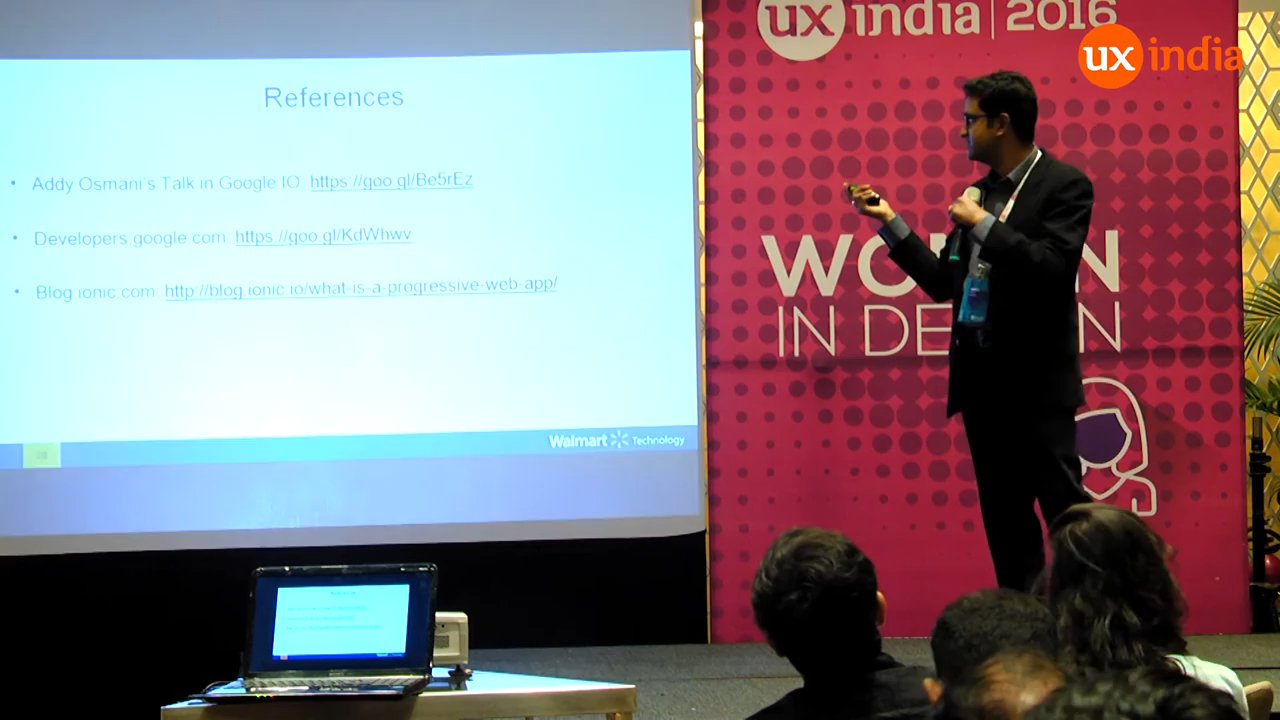 References
• Addy Osmani's Talk in Google IO: https://goo.gl/Be5rEz
• Developers.google.com: https://goo.gl/KdWhwv
• Blog.ionic.com: http://blog.ionic.io/what-is-a-progressive-web-app/
Walmart Technology
ux india | 2016
ux india
WO N
IN DE N